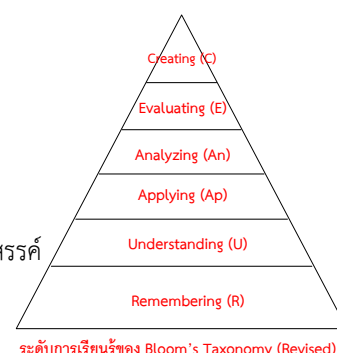 Creating (C)
Evaluating (E)
Analyzing (An)
Applying (Ap)
Understanding (U)
Remembering (R)
ระดับการเรียนรู้ของ Bloom's Taxonomy (Revised)